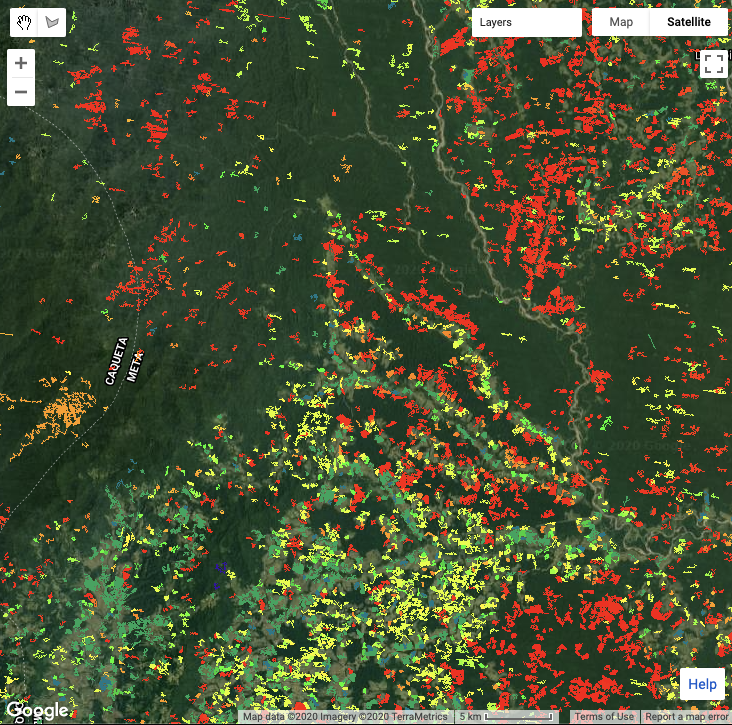 Layers
Map
Satellite
+
−
CAQUETA
META
Help
Google
Map data ©2020 Imagery ©2020 TerraMetrics
5 km
Terms of Use
Report a map error